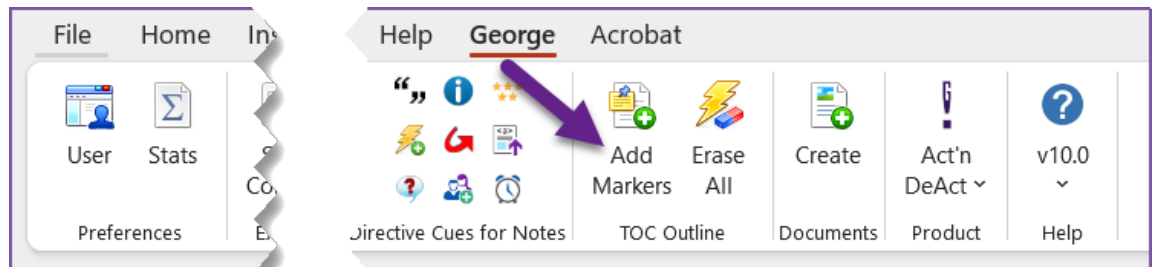 File Home Ins Help George Acrobat
User Stats
Add Markers
Erase All
Create
Act'n DeAct
v10.0
Preferences
Directive Cues for Notes
TOC Outline
Documents
Product
Help